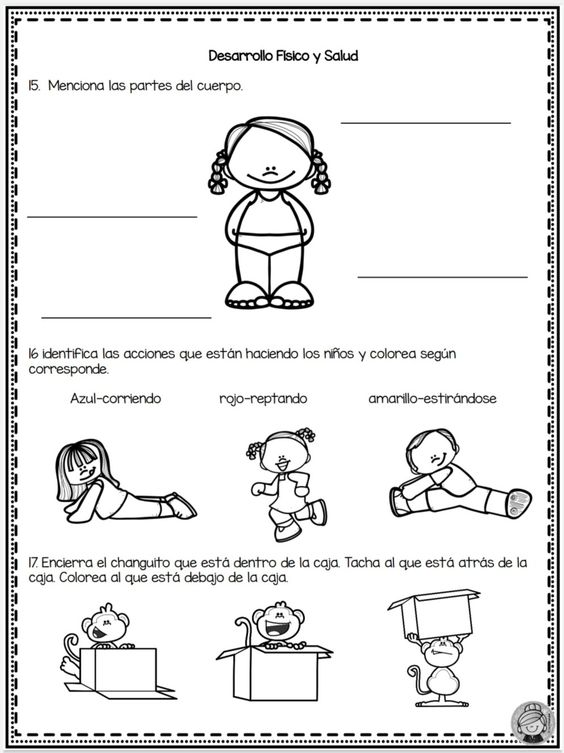 Desarrollo Físico y Salud
15. Menciona las partes del cuerpo.
16 identifica las acciones que están haciendo los niños y colorea según
corresponde.
Azul-corriendo rojo-reptando amarillo-estirándose
17. Encierra el changuito que está dentro de la caja. Tacha al que está atrás de la
caja. Colorea al que está debajo de la caja.